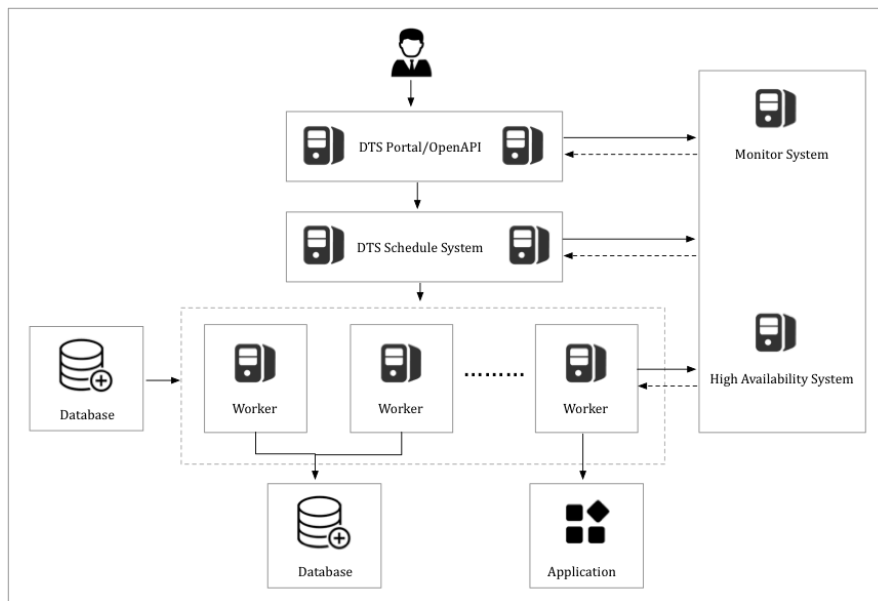 DTS Portal/OpenAPI
Monitor System
DTS Schedule System
High Availability System
Database
Worker
Worker
………
Worker
Database
Application